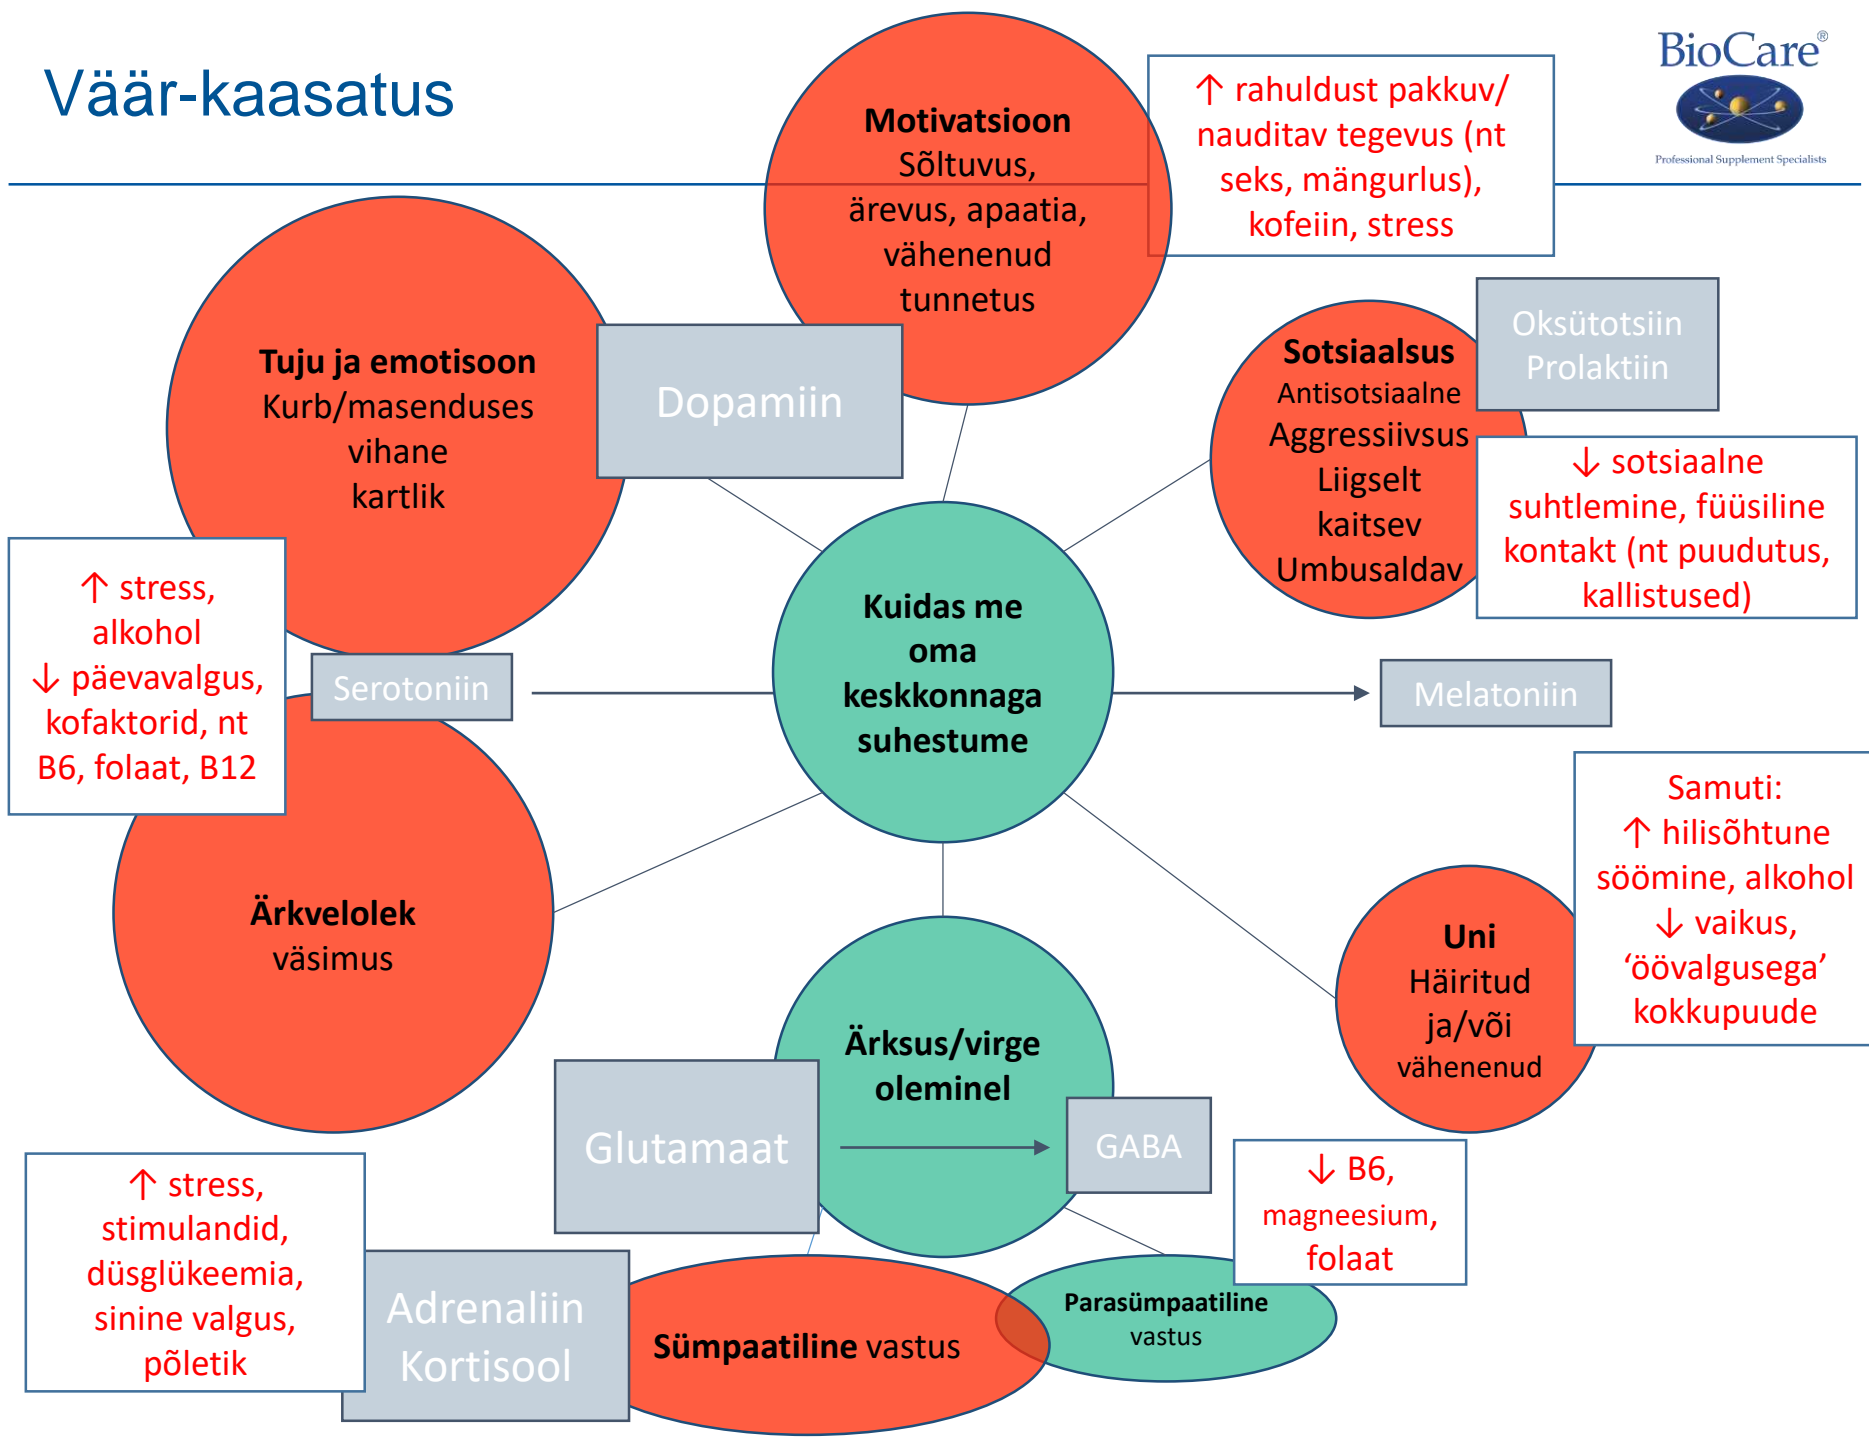 Väär-kaasatus
BioCare®
Professional Supplement Specialists
Motivatsioon
Sõltuvus,
ärevus, apaatia,
vähenenud
tunnetus
↑ rahuldust pakkuv/
nauditav tegevus (nt
seks, mängurlus),
kofeiin, stress
Tuju ja emotisoon
Kurb/masenduses
vihane
kartlik
Dopamiin
Sotsiaalsus
Antisotsiaalne
Aggressiivsus
Liigselt
kaitsev
Umbusaldav
Oksütotsiin
Prolaktiin
↓ sotsiaalne
suhtlemine, füüsiline
kontakt (nt puudutus,
kallistused)
↑ stress,
alkohol
↓ päevavalgus,
kofaktorid, nt
B6, folaat, B12
Serotoniin
Kuidas me
oma
keskkonnaga
suhestume
Melatoniin
Ärkvelolek
väsimus
Uni
Häiritud
ja/või
vähenenud
Samuti:
↑ hilisõhtune
söömine, alkohol
↓ vaikus,
‘öövalgusega’
kokkupuude
Ärksus/virge
oleminel
Glutamaat
GABA
↓ B6,
magneesium,
folaat
↑ stress,
stimulandid,
düsglükeemia,
sinine valgus,
põletik
Adrenaliin
Kortisool
Sümpaatiline vastus
Parasümpaatiline
vastus